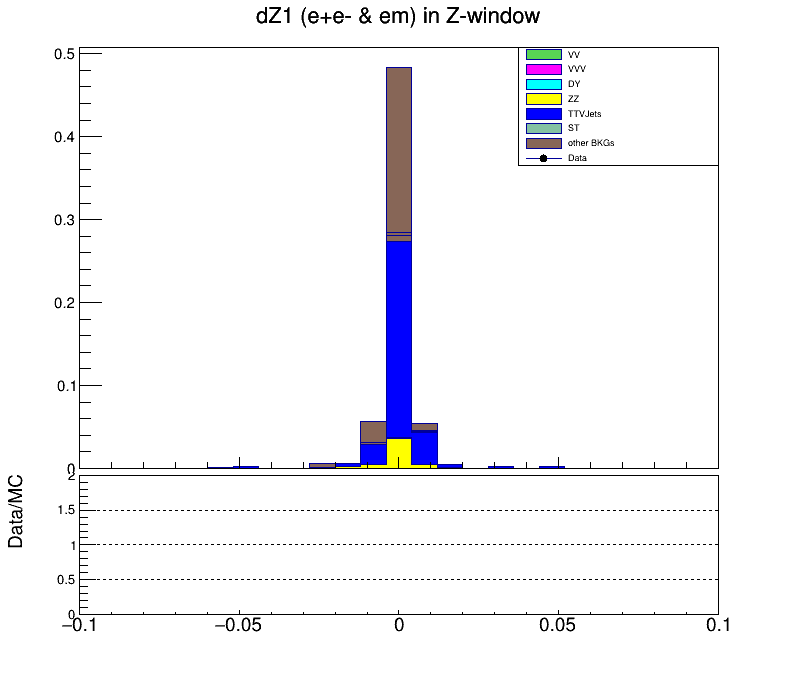 dZ1 (e+e- & em) in Z-window
0.5
0.4
0.3
0.2
0.1
0
VV
VVV
DY
ZZ
TTVJets
ST
other BKGs
Data
Data/MC
2
1.5
1
0.5
0
−0.1
−0.05
0
0.05
0.1